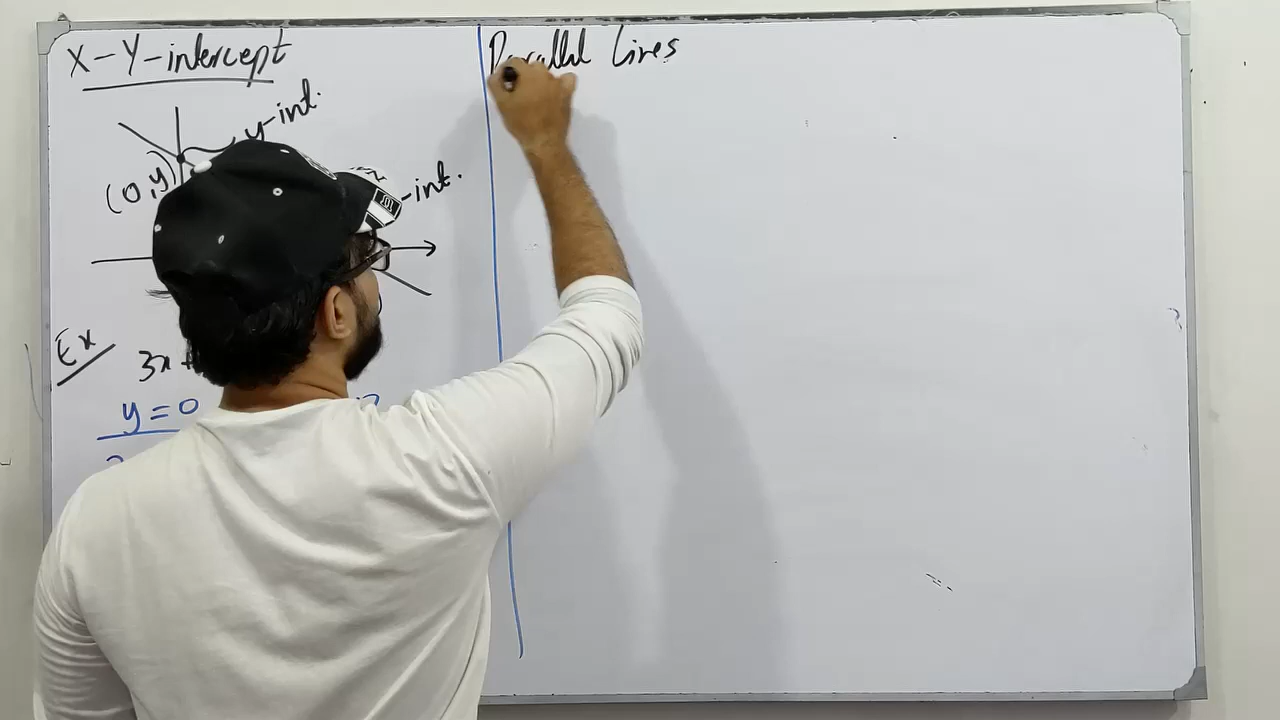 X-Y-intercept
y-int.
(0,y)
-int.
Ex
3x+
y=0
Parallel Lines